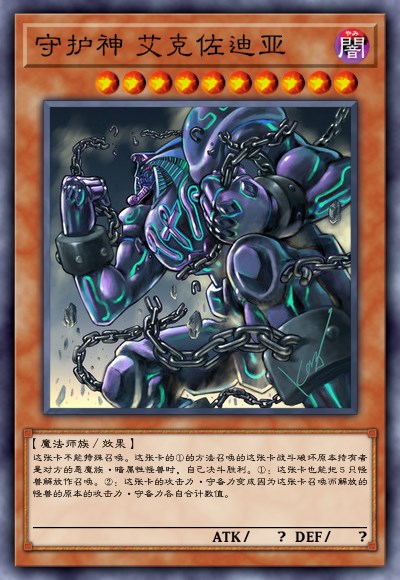 守护神 艾克佐迪亚
やみ
闇
【魔法师族／效果】
这张卡不能特殊召唤。这张卡的①的方法召唤的这张卡战斗破坏原本持有者
是对方的恶魔族·暗属性怪兽时，自己决斗胜利。①：这张卡也能把５只怪
兽解放作召唤。②：这张卡的攻击力·守备力变成因为这张卡召唤而解放的
怪兽的原本的攻击力·守备力各自合计数值。
ATK/ ? DEF/ ?